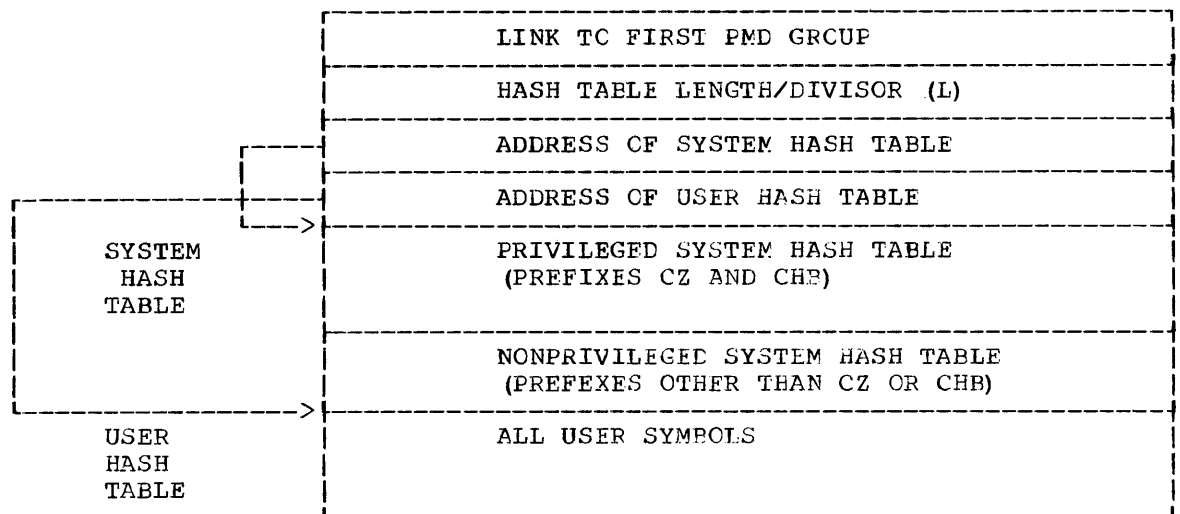 LINK TC FIRST PMD GRCUP
HASH TABLE LENGTH/DIVISOR (L)
ADDRESS CF SYSTEM HASH TABLE
ADDRESS CF USER HASH TABLE
SYSTEM
HASH
TABLE
PRIVILEGED SYSTEM HASH TABLE
(PREFIXES CZ AND CHB)
NONPRIVILEGED SYSTEM HASH TABLE
(PREFEXES OTHER THAN CZ OR CHB)
USER
HASH
TABLE
ALL USER SYMBOLS